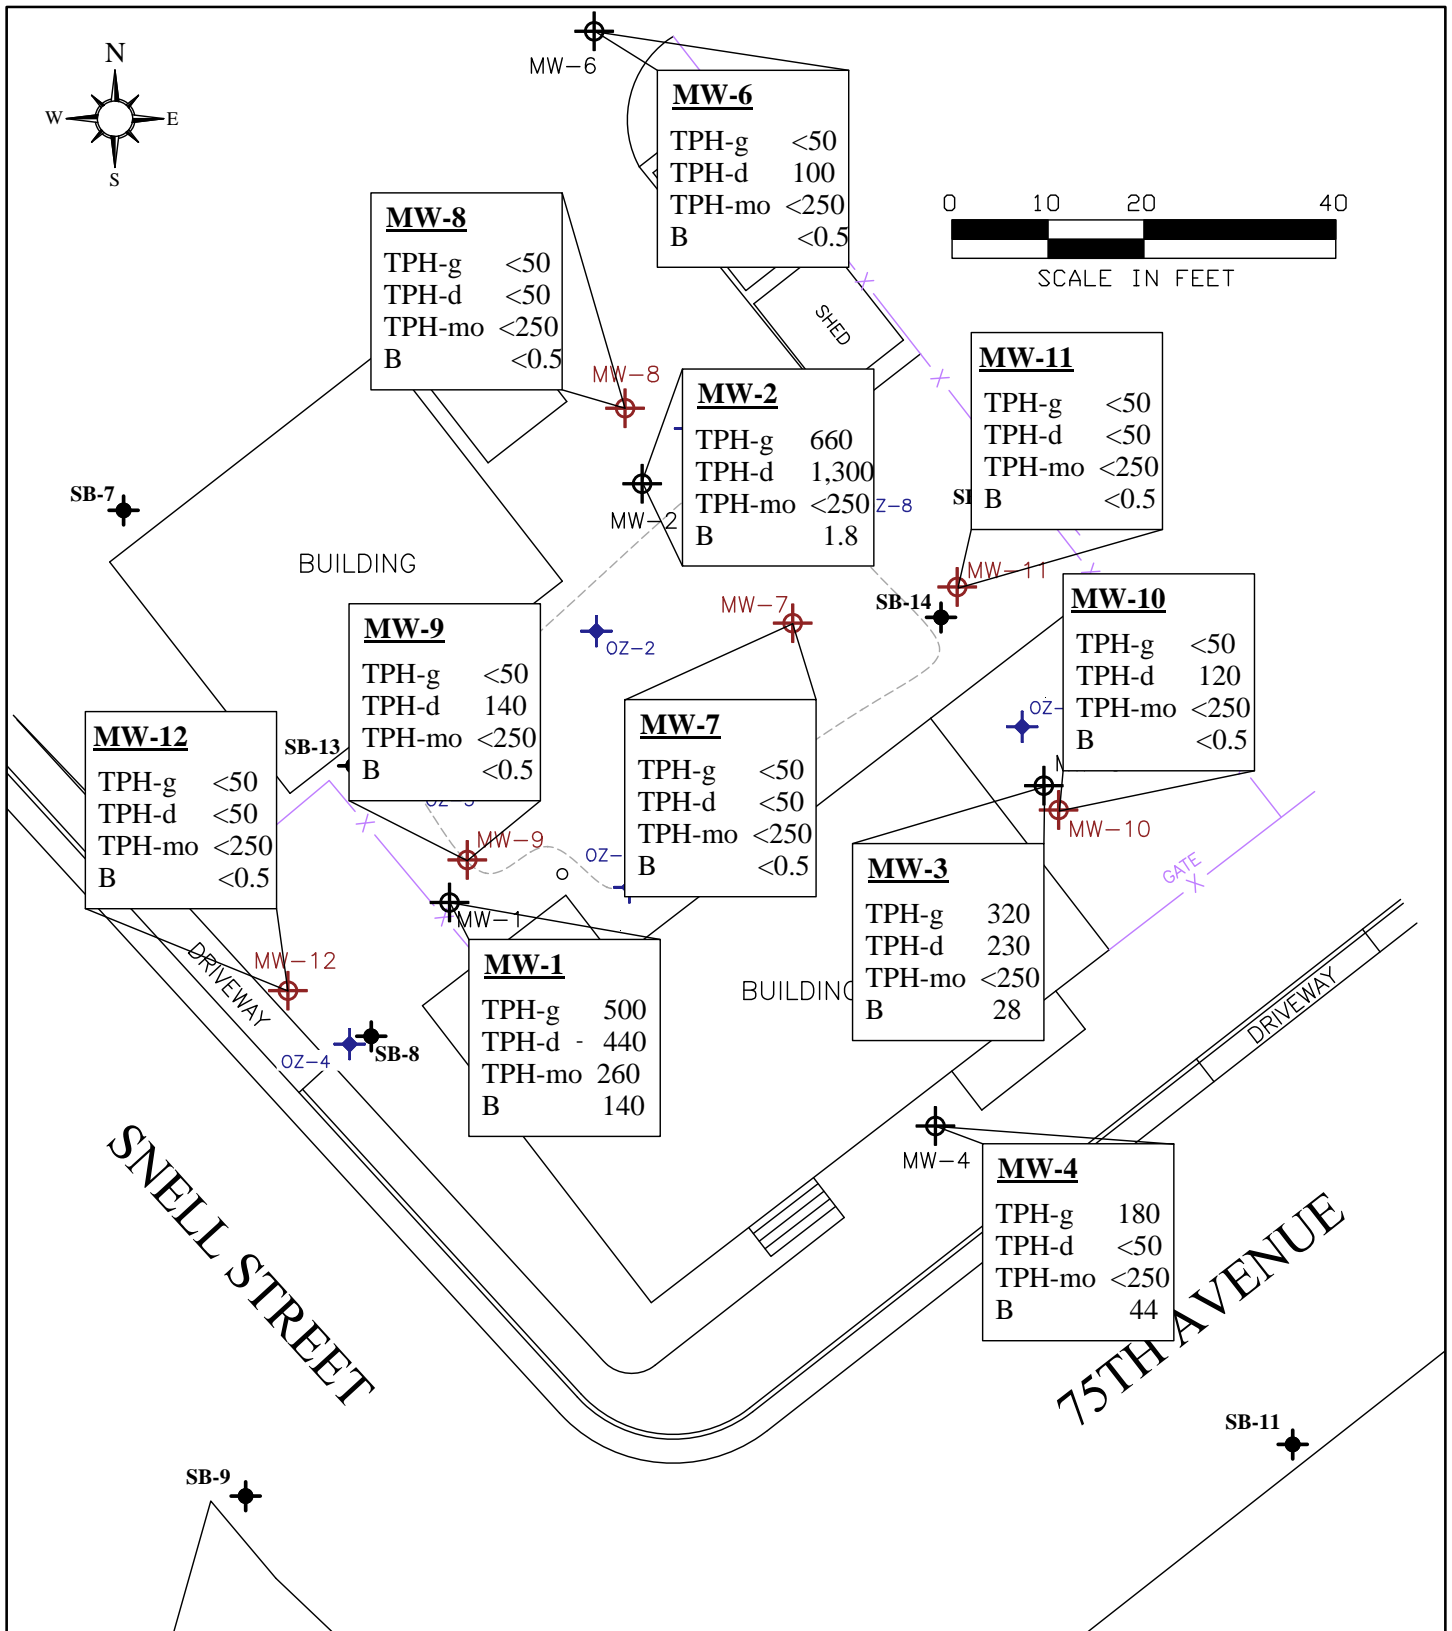 N
W
E
S
MW-6
MW-6
TPH-g <50
TPH-d 100
TPH-mo <250
B <0.5
0 10 20 40
SCALE IN FEET
MW-8
TPH-g <50
TPH-d <50
TPH-mo <250
B <0.5
X
SHED
X
MW-8
MW-2
TPH-g 660
TPH-d 1,300
TPH-mo <250
B 1.8
MW-2
Z-8
MW-11
TPH-g <50
TPH-d <50
TPH-mo <250
B <0.5
SB-7
BUILDING
MW-11
X
SB-14
MW-7
OZ-2
MW-10
TPH-g <50
TPH-d 120
TPH-mo <250
B <0.5
MW-9
TPH-g <50
TPH-d 140
TPH-mo <250
B <0.5
MW-7
TPH-g <50
TPH-d <50
TPH-mo <250
B <0.5
OZ-
SB-13
MW-12
TPH-g <50
TPH-d <50
TPH-mo <250
B <0.5
X
MW-10
MW-9
OZ-
GATE
X
MW-3
TPH-g 320
TPH-d 230
TPH-mo <250
B 28
MW-1
X
MW-1
TPH-g 500
TPH-d - 440
TPH-mo 260
B 140
MW-12
DRIVEWAY
BUILDING
DRIVEWAY
OZ-4
SB-8
MW-4
MW-4
TPH-g 180
TPH-d <50
TPH-mo <250
B 44
SNELL STREET
75TH AVENUE
SB-11
SB-9